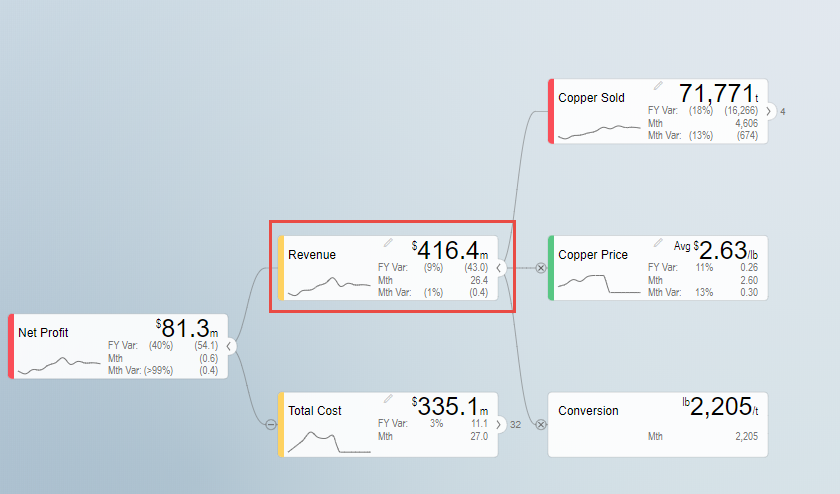 Copper Sold
71,771t
FY Var: (18%) (16,266)
Mth 4,606
Mth Var: (13%) (674)
4
Revenue
$416.4m
FY Var: (9%) (43.0)
Mth 26.4
Mth Var: (1%) (0.4)
Copper Price
Avg $2.63/lb
FY Var: 11% 0.26
Mth 2.60
Mth Var: 13% 0.30
Net Profit
$81.3m
FY Var: (40%) (54.1)
Mth (0.6)
Mth Var: (>99%) (0.4)
Total Cost
$335.1m
FY Var: 3% 11.1
Mth 27.0
32
Conversion
lb2,205/t
Mth 2,205